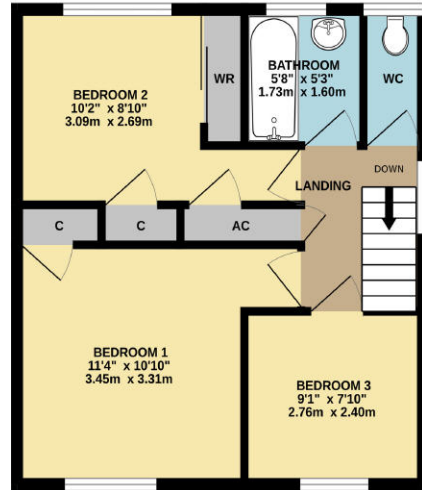 BEDROOM 2
10'2" x 8'10"
3.09m x 2.69m
WR
BATHROOM
5'8" x 5'3"
1.73m x 1.60m
WC
LANDING
DOWN
C
C
AC
BEDROOM 1
11'4" x 10'10"
3.45m x 3.31m
BEDROOM 3
9'1" x 7'10"
2.76m x 2.40m